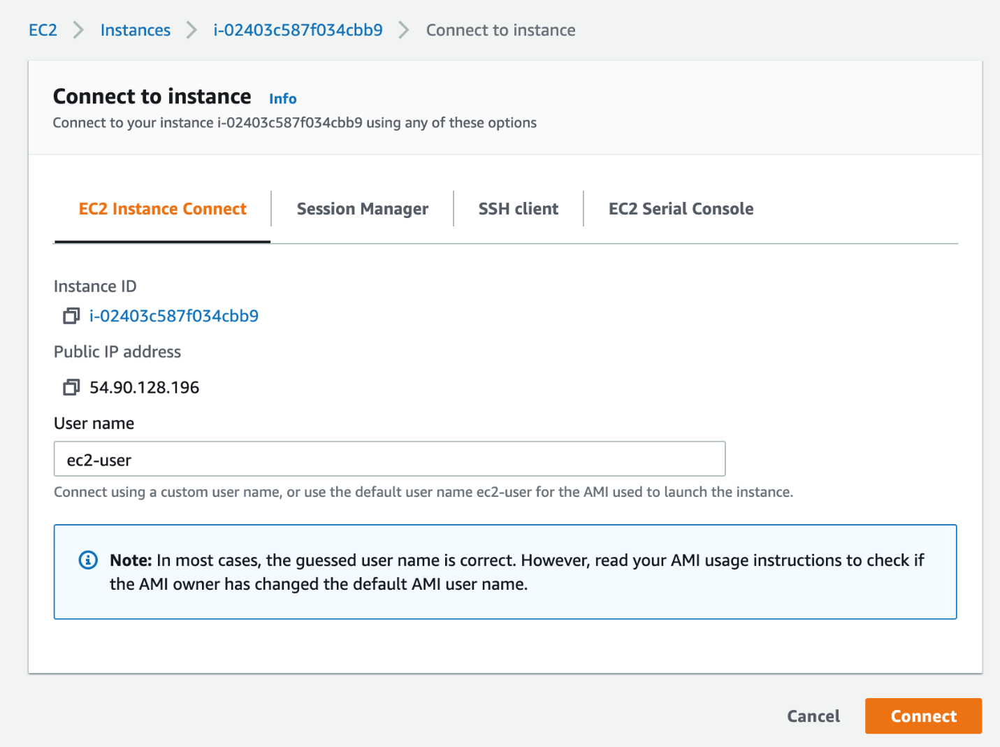 EC2 Instances i-02403c587f034cbb9 Connect to instance
Connect to instance Info
Connect to your instance i-02403c587f034cbb9 using any of these options
EC2 Instance Connect Session Manager SSH client EC2 Serial Console
Instance ID
i-02403c587f034cbb9
Public IP address
54.90.128.196
User name
ec2-user
Connect using a custom user name, or use the default user name ec2-user for the AMI used to launch the instance.
Note: In most cases, the guessed user name is correct. However, read your AMI usage instructions to check if
the AMI owner has changed the default AMI user name.
Cancel Connect